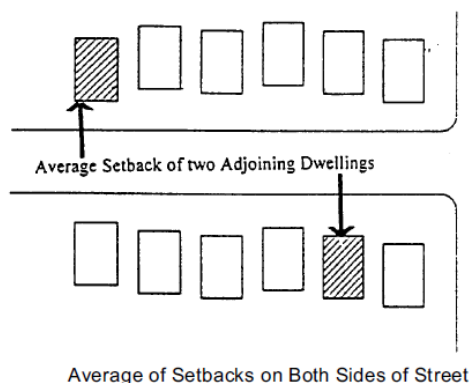 Average Setback of two Adjoining Dwellings
Average of Setbacks on Both Sides of Street